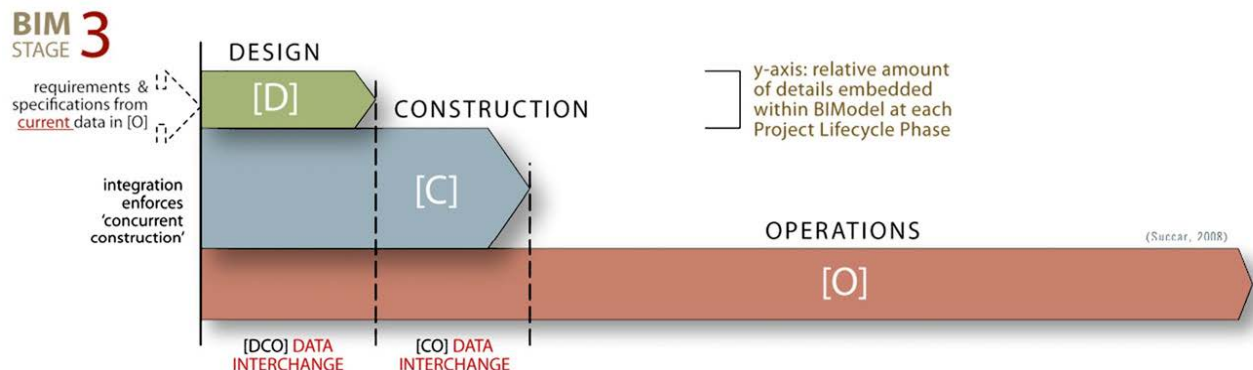 BIM
STAGE 3
requirements &
specifications from
current data in [O]
integration
enforces
‘concurrent
construction’
DESIGN
[D]
CONSTRUCTION
[C]
y-axis: relative amount
of details embedded
within BIModel at each
Project Lifecycle Phase
OPERATIONS
(Succar, 2008)
[O]
[DCO] DATA
INTERCHANGE
[CO] DATA
INTERCHANGE